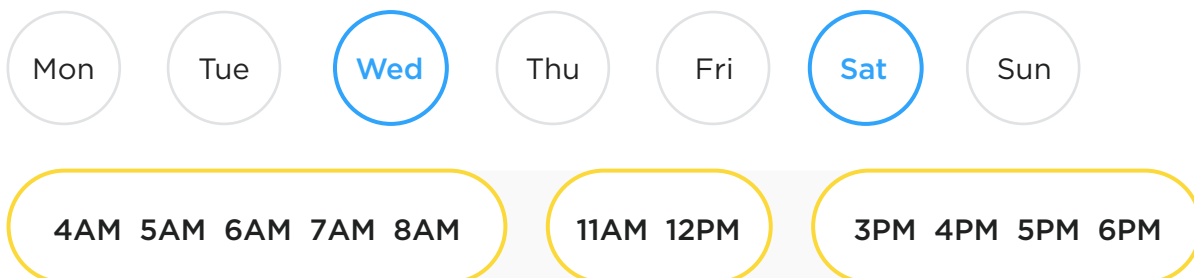 Mon Tue Wed Thu Fri Sat Sun
4AM 5AM 6AM 7AM 8AM 11AM 12PM 3PM 4PM 5PM 6PM